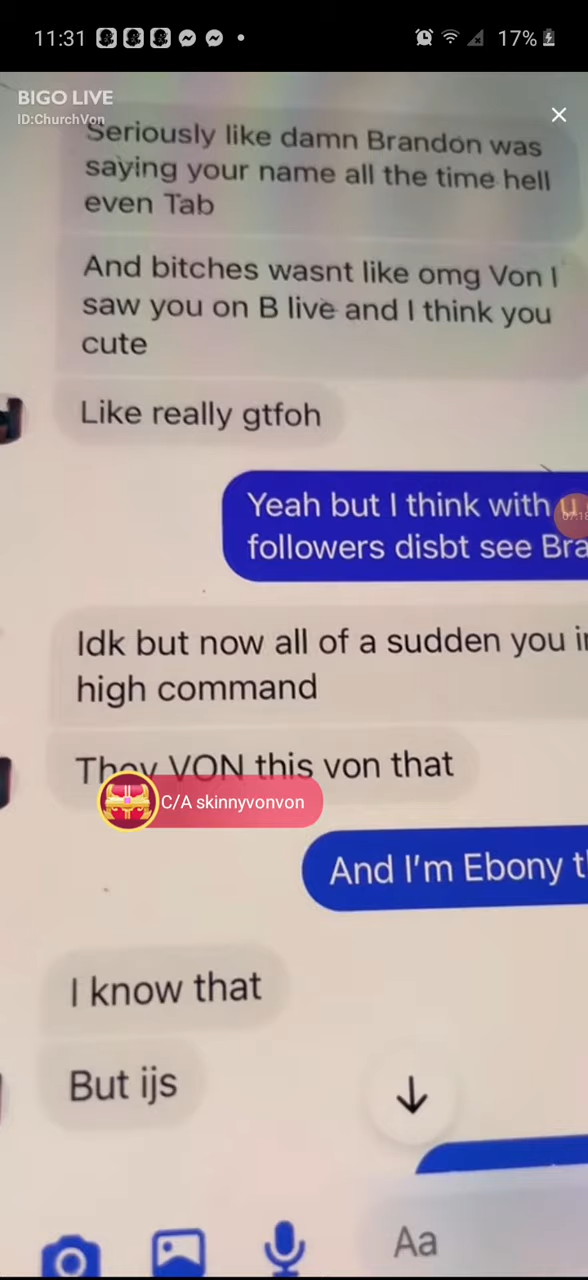 11:31
17%
BIGO LIVE
ID:ChurchVon
Seriously like damn Brandon was
saying your name all the time hell
even Tab
And bitches wasnt like omg Von I
saw you on B live and I think you
cute
Like really gtfoh
Yeah but I think with u
07:18
followers disbt see Bra
Idk but now all of a sudden you in
high command
They VON this von that
C/A skinnyvonvon
And I'm Ebony t
I know that
But ijs
Aa